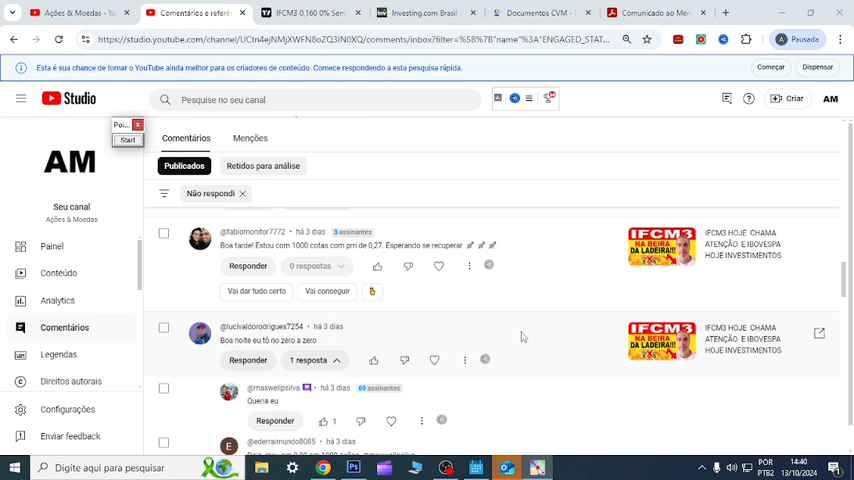 Ações & Moedas - YouTube
Comentários e referê
IFCM3 0,160 0% Sem
Investing.com Brasil -
Documentos CVM -
Comunicado ao Mer
https://studio.youtube.com/channel/UCtn4ejNMjXWFN8oZQ3IN0XQ/comments/inbox?filter=%5B%7B"name"%3A"ENGAGED_STAT...
A Pausada
Esta é sua chance de tornar o YouTube ainda melhor para os criadores de conteúdo. Comece respondendo a esta pesquisa rápida.
Começar
Dispensar
Studio
Pesquise no seu canal
Criar
AM
Poi...
Start
AM
Seu canal
Ações & Moedas
Painel
Conteúdo
Analytics
Comentários
Legendas
Direitos autorais
Configurações
Enviar feedback
Comentários
Menções
Publicados
Retidos para análise
Não respondi
@fabiomonitor7772 • há 3 dias 3 assinantes
Boa tarde! Estou com 1000 cotas com pm de 0,27. Esperando se recuperar 🚀 🚀 🚀
Responder
0 respostas
Vai dar tudo certo
Vai conseguir
IFCM3
NA BEIRA
DA LADEIRA!!!
IFCM3 HOJE CHAMA
ATENÇÃO E IBOVESPA
HOJE INVESTIMENTOS
@lucivaldorodrigues7254 • há 3 dias
Boa noite eu tô no zero a zero
Responder
1 resposta
IFCM3
NA BEIRA
DA LADEIRA!!!
IFCM3 HOJE CHAMA
ATENÇÃO E IBOVESPA
HOJE INVESTIMENTOS
@maxwellpsilva • há 3 dias 69 assinantes
Queria eu
Responder
1
E
@ederraimundo8085 • há 3 dias
Digite aqui para pesquisar
POR
PTB2
14:40
13/10/2024